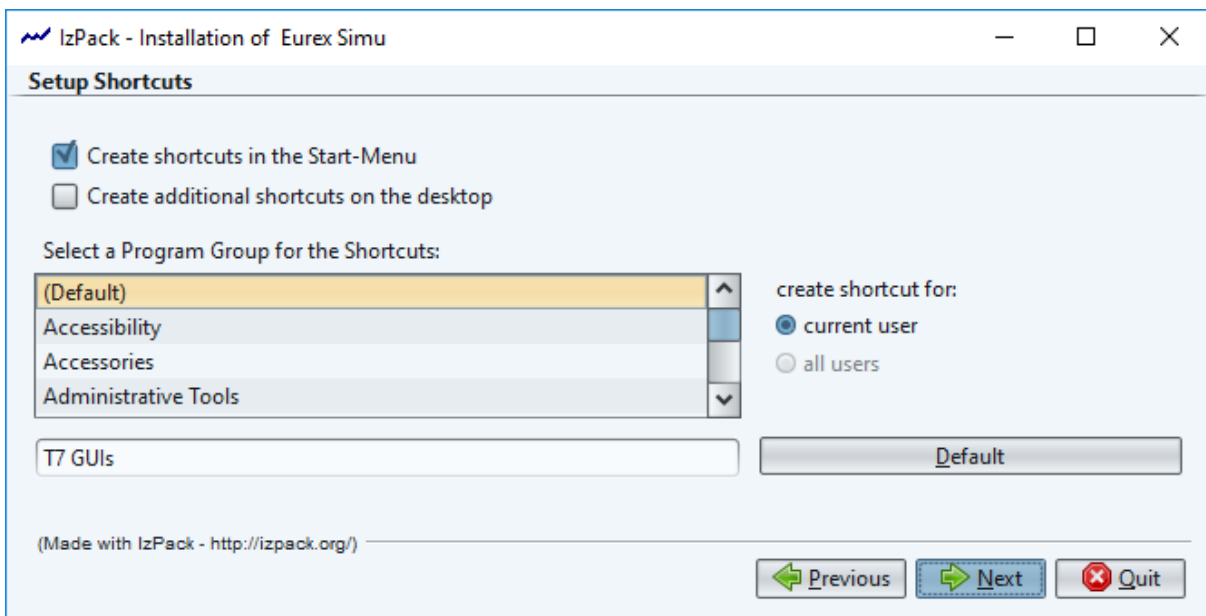 IzPack - Installation of Eurex Simu
Setup Shortcuts
Create shortcuts in the Start-Menu
Create additional shortcuts on the desktop
Select a Program Group for the Shortcuts:
(Default)
Accessibility
Accessories
Administrative Tools
create shortcut for:
current user
all users
T7 GUIs
Default
(Made with IzPack - http://izpack.org/)
Previous
Next
Quit